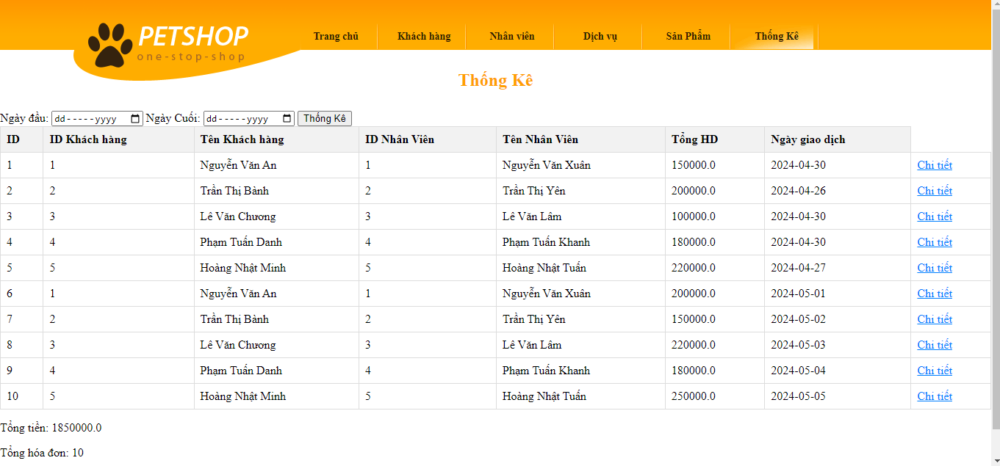 PETSHOP
one-stop-shop
Trang chủ Khách hàng Nhân viên Dịch vụ Sản Phẩm Thống Kê
Thống Kê
Ngày đầu: dd-----yyyy Ngày Cuối: dd-----yyyy Thống Kê
ID ID Khách hàng Tên Khách hàng ID Nhân Viên Tên Nhân Viên Tổng HD Ngày giao dịch
1 1 Nguyễn Văn An 1 Nguyễn Văn Xuân 150000.0 2024-04-30 Chi tiết
2 2 Trần Thị Bành 2 Trần Thị Yên 200000.0 2024-04-26 Chi tiết
3 3 Lê Văn Chương 3 Lê Văn Lâm 100000.0 2024-04-30 Chi tiết
4 4 Phạm Tuấn Danh 4 Phạm Tuấn Khanh 180000.0 2024-04-30 Chi tiết
5 5 Hoàng Nhật Minh 5 Hoàng Nhật Tuấn 220000.0 2024-04-27 Chi tiết
6 1 Nguyễn Văn An 1 Nguyễn Văn Xuân 200000.0 2024-05-01 Chi tiết
7 2 Trần Thị Bành 2 Trần Thị Yên 150000.0 2024-05-02 Chi tiết
8 3 Lê Văn Chương 3 Lê Văn Lâm 220000.0 2024-05-03 Chi tiết
9 4 Phạm Tuấn Danh 4 Phạm Tuấn Khanh 180000.0 2024-05-04 Chi tiết
10 5 Hoàng Nhật Minh 5 Hoàng Nhật Tuấn 250000.0 2024-05-05 Chi tiết
Tổng tiền: 1850000.0
Tổng hóa đơn: 10